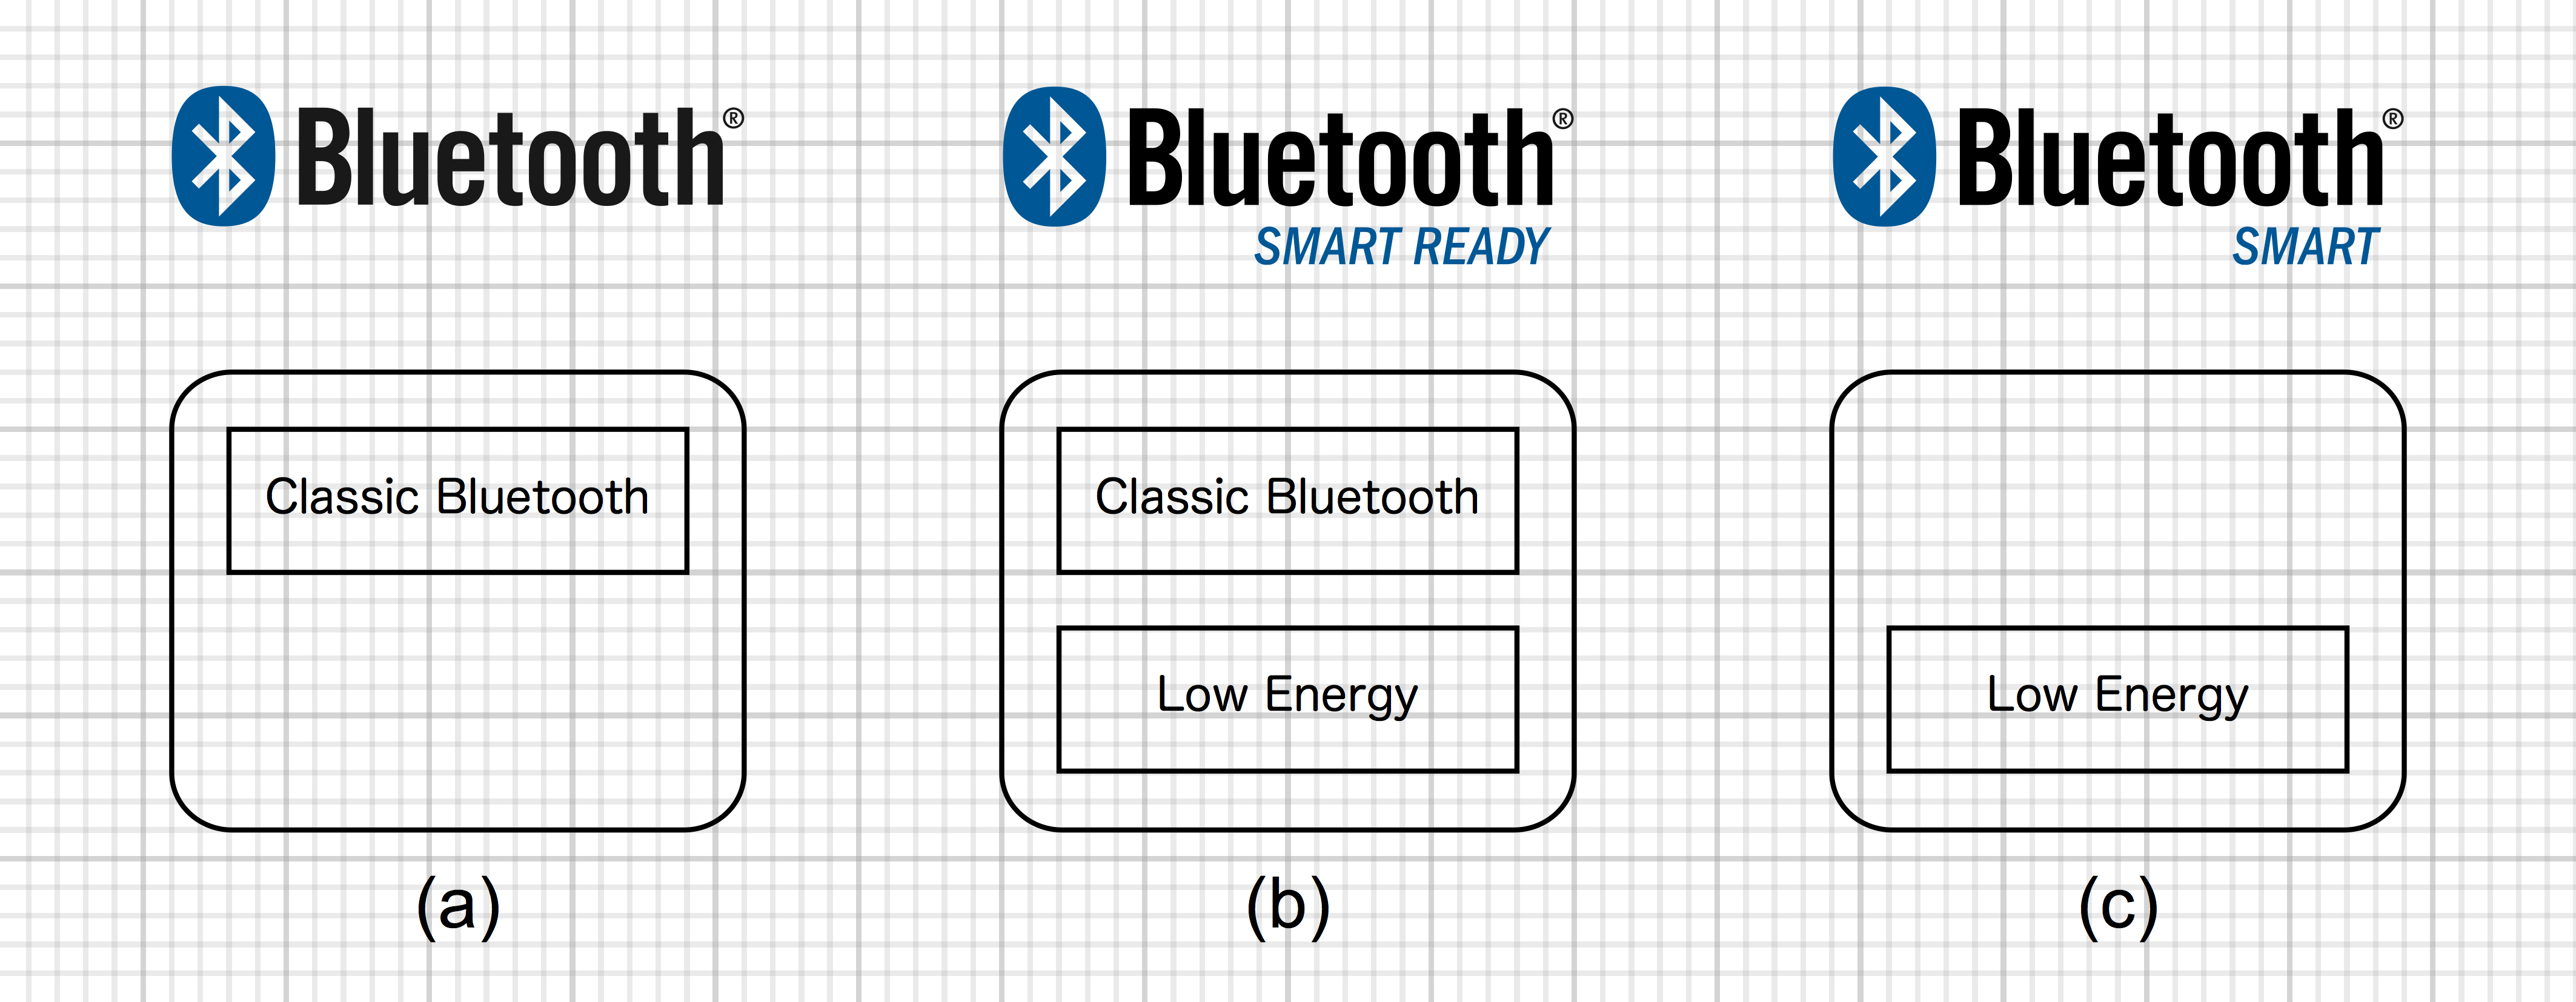 Bluetooth®
Bluetooth®
SMART READY
Bluetooth®
SMART
Classic Bluetooth
Classic Bluetooth
Low Energy
Low Energy
(a)
(b)
(c)